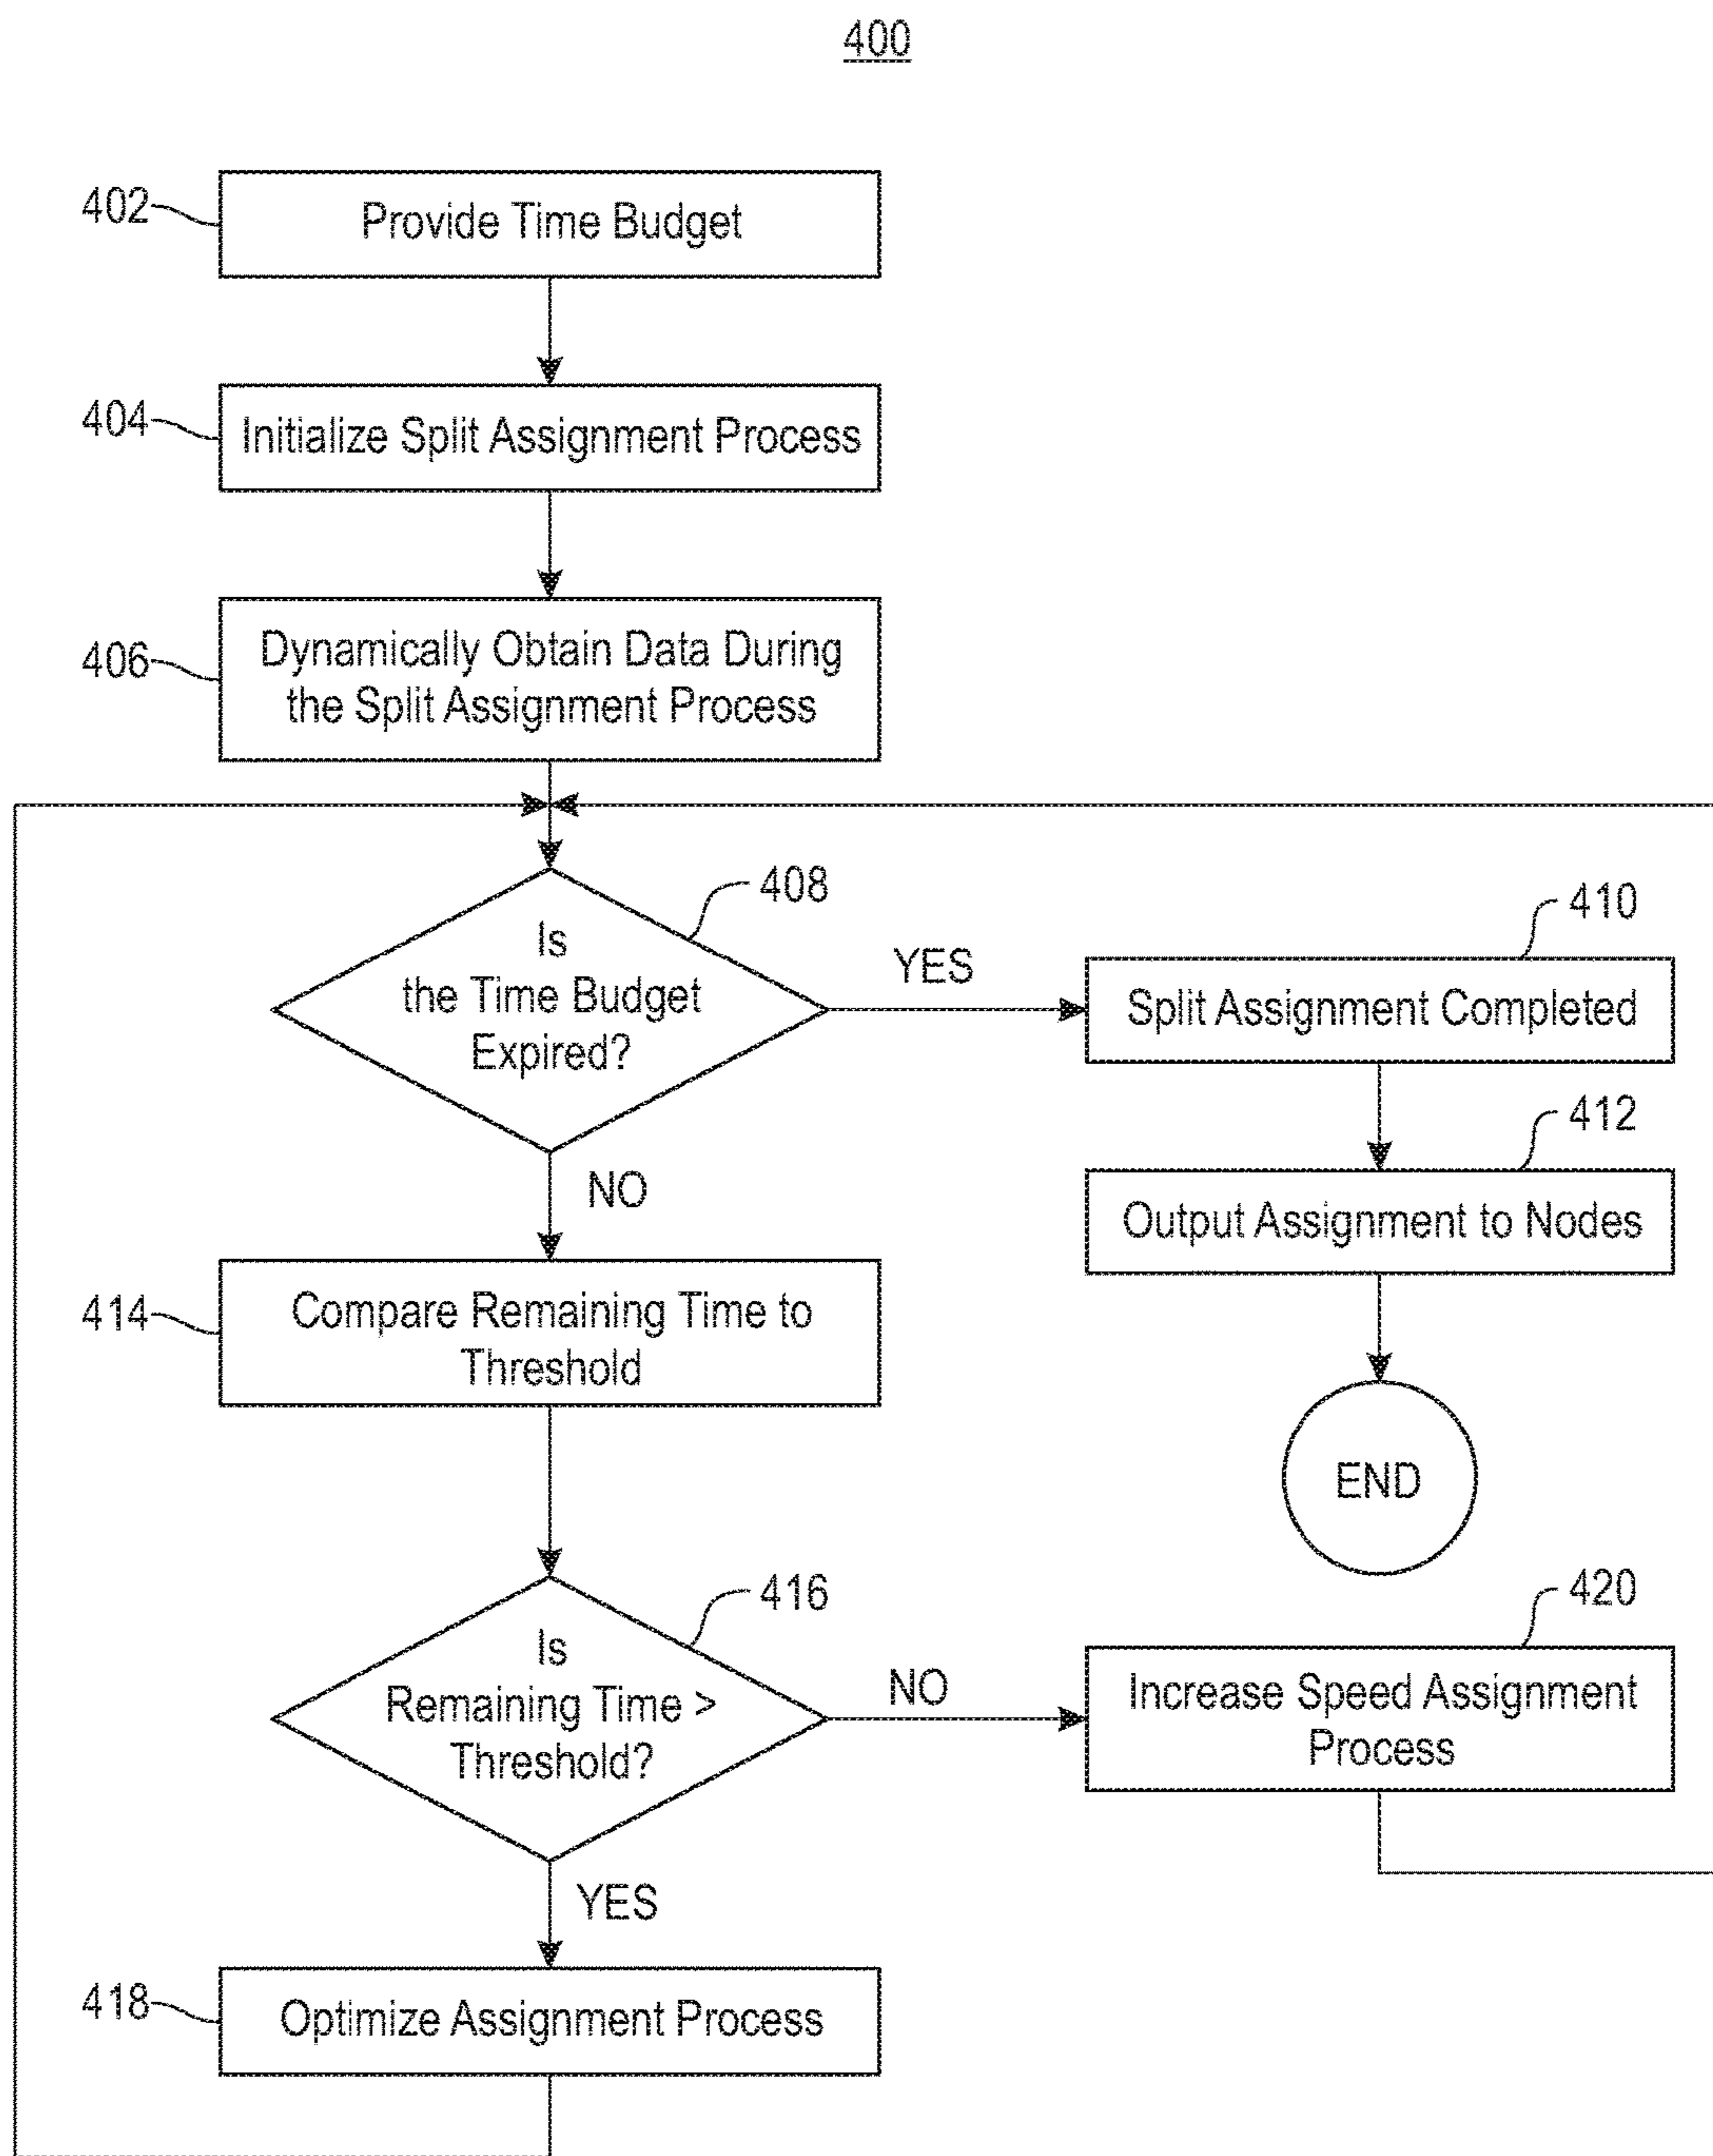 400
402
Provide Time Budget
404
Initialize Split Assignment Process
406
Dynamically Obtain Data During
the Split Assignment Process
408
Is
the Time Budget
Expired?
YES
410
Split Assignment Completed
NO
412
Output Assignment to Nodes
414
Compare Remaining Time to
Threshold
END
416
Is
Remaining Time >
Threshold?
NO
420
Increase Speed Assignment
Process
YES
418
Optimize Assignment Process